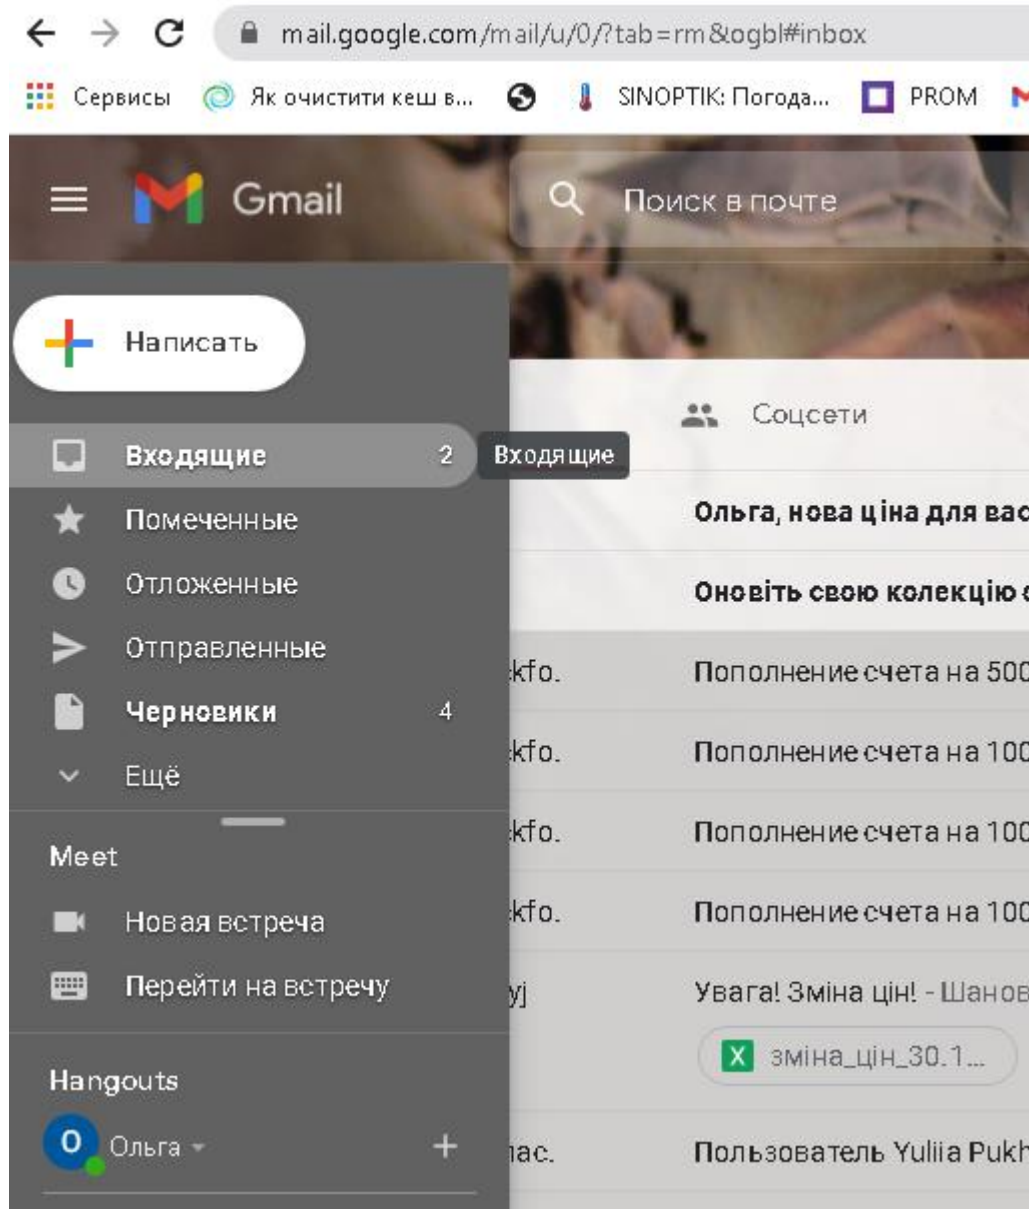 mail.google.com/mail/u/0/?tab=rm&ogbl#inbox
Сервисы Як очистити кеш в... SINOPTIK: Погода... PROM
Gmail Поиск в почте
Написать
Соцсети
Входящие 2 Входящие
Помеченные Ольга, нова ціна для вас
Отложенные Оновіть свою колекцію
Отправленные
kfo. Пополнение счета на 500
Черновики 4
kfo. Пополнение счета на 100
Ещё
kfo. Пополнение счета на 100
Meet
Новая встреча kfo. Пополнение счета на 100
Перейти на встречу yj Увага! Зміна цін! - Шанов
X зміна_цін_30.1...
Hangouts
О Ольга
нас. Пользователь Yuliia Pukh